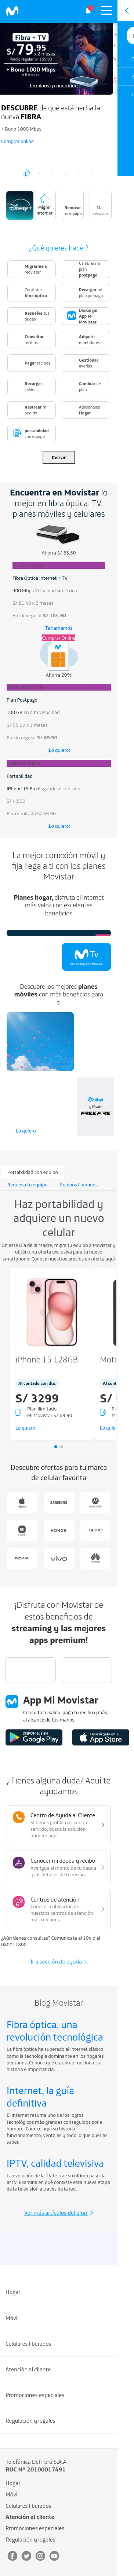 Fibra + TV
S/79.95
x 2 meses
Precio regular S/ 159.90
+ Bono 1000 Mbps
x 6 meses
Términos y condiciones
DESCUBRE de qué está hecha la nueva FIBRA
+ Bono 1000 Mbps
Comprar online
Disney+
Migrar Internet
Renovar mi equipo
Más servicios
¿Qué quieres hacer?
Migrarme a Movistar
Cambiar mi plan postpago
Contratar fibra óptica
Recargar mi plan prepago
Resuelve tus dudas
Descargar App Mi Movistar
Consultar recibos
Adquirir repetidores
Pagar recibos
Gestionar averías
Recargar saldo
Cambiar de plan
Rastrear mi pedido
Adicionales Hogar
portabilidad con equipo
Cerrar
Encuentra en Movistar lo mejor en fibra óptica, TV, planes móviles y celulares
Ahorra S/ 83.50
Fibra Óptica Internet + TV
300 Mbps Velocidad simétrica
S/ 81.40 x 2 meses
Precio regular S/ 164.90
Te llamamos
Comprar Online
Ahorra 20%
Plan Postpago
100 GB en alta velocidad
S/ 55.92 x 3 meses
Precio regular S/ 69.90
¡Lo quiero!
Portabilidad
iPhone 15 Pro Pagando al contado
S/ 4,199
Plan Ilimitado S/ 69.90
¡Lo quiero!
La mejor conexión móvil y fija llega a ti con los planes Movistar
Planes hogar, disfruta el internet más veloz con excelentes beneficios
TV
Descubre los mejores planes móviles con más beneficios para ti
FREE FIRE
Lo quiero
Portabilidad con equipo
Renueva tu equipo
Equipos liberados
Haz portabilidad y adquiere un nuevo celular
En este Día de la Madre, migra tu equipo a Movistar y obtén una oferta exclusiva para tu nuevo smartphone. Conoce nuestros precios en oferta aquí
iPhone 15 128GB
Al contado con dto.
S/ 3299
Plan Ilimitado
Mi Movistar S/ 69.90
Lo quiero
Descubre ofertas para tu marca de celular favorita
SAMSUNG
HONOR
OPPO
NOKIA
vivo
HUAWEI
¡Disfruta con Movistar de estos beneficios de streaming y las mejores apps premium!
App Mi Movistar
Consulta tu saldo, paga tu recibo y más, al alcance de tus manos.
DISPONIBLE EN
Google Play
Descárgalo en el
App Store
¿Tienes alguna duda? Aquí te ayudamos
Centro de Ayuda al Cliente
Si tienes problemas con tu servicio, busca la solución primero aquí
Conocer mi deuda y recibo
Averigua el monto de tu deuda y los detalles de tu recibo.
Centros de atención
Conoce la ubicación de nuestros centros de atención más cercanos
¿Aún tienes consultas? Comunícate al 104 o al 080011800
Ir a sección de ayuda
Blog Movistar
Fibra óptica, una revolución tecnológica
La fibra óptica ha superado al internet clásico como la tecnología dominante en los hogares peruanos. Conoce qué es, cómo funciona, su historia e importancia.
Internet, la guía definitiva
El Internet resume uno de los logros tecnológicos más grandes conseguidos por el hombre. Conoce aquí su historia, funcionamiento, ventajas y todo lo que querías saber.
IPTV, calidad televisiva
La evolución de la TV te trae su último paso: la IPTV. Examina en qué consiste esta nueva etapa de la televisión a través de la red.
Ver más artículos del blog
Hogar
Móvil
Celulares liberados
Atención al cliente
Promociones especiales
Regulación y legales
Telefónica Del Perú S.A.A
RUC Nº 20100017491
Hogar
Móvil
Celulares liberados
Atención al cliente
Promociones especiales
Regulación y legales